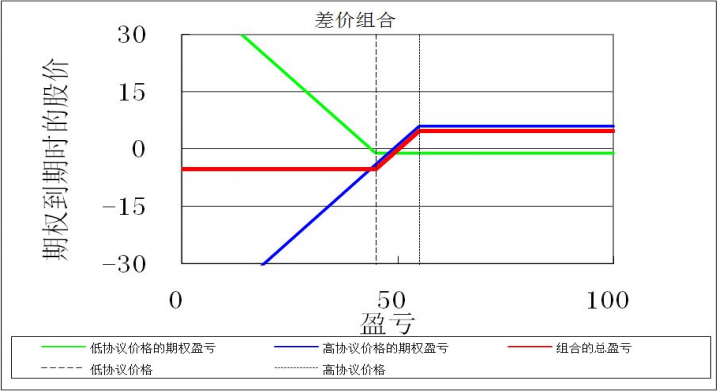 差价组合
30
15
0
-15
-30
期权到期时的股价
0
50
100
盈亏
低协议价格的期权盈亏
高协议价格的期权盈亏
组合的总盈亏
低协议价格
高协议价格